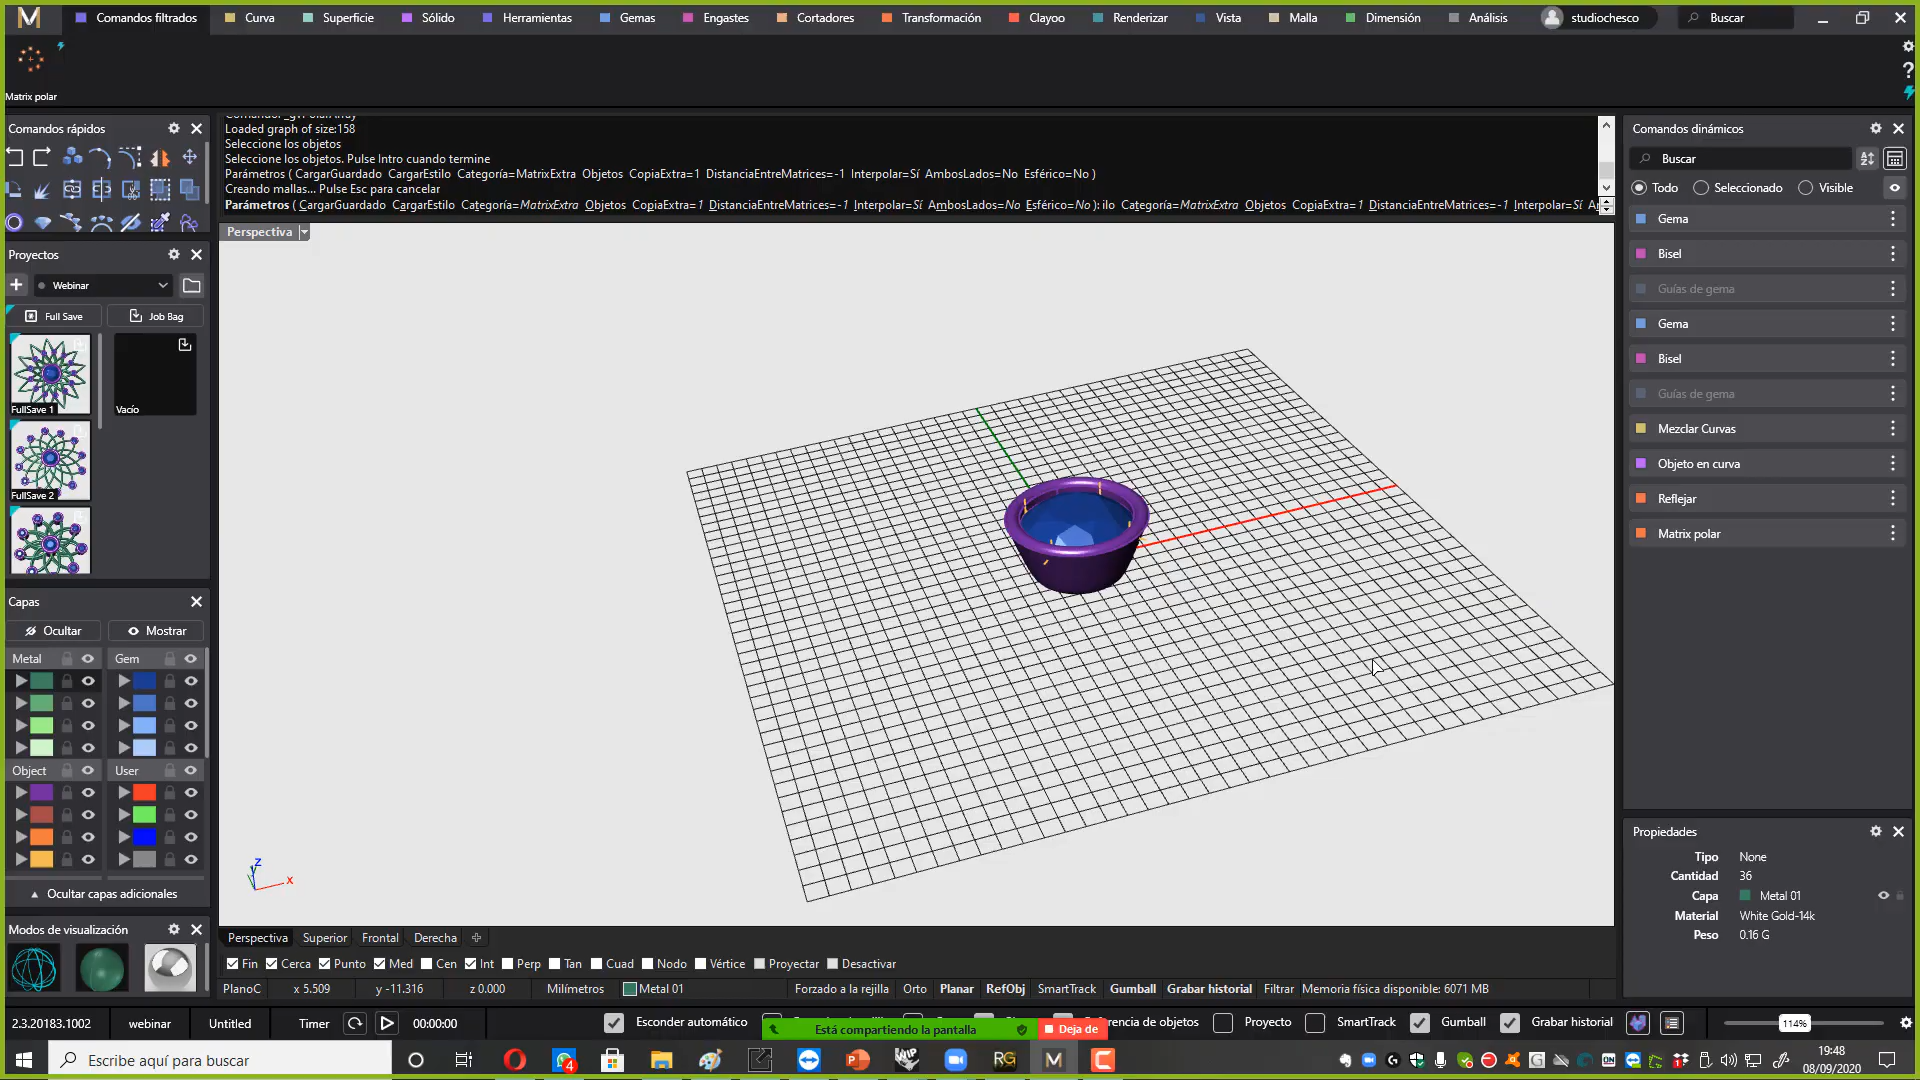 Comandos filtrados
Curva
Superficie
Sólido
Herramientas
Gemas
Engastes
Cortadores
Transformación
Clayoo
Renderizar
Vista
Malla
Dimensión
Análisis
studiochesco
Buscar
Matrix polar
Comandos rápidos
Loaded graph of size:158
Seleccione los objetos
Seleccione los objetos. Pulse Intro cuando termine
Parámetros ( CargarGuardado CargarEstilo Categoría=MatrixExtra Objetos CopiaExtra=1 DistanciaEntreMatrices=-1 Interpolar=Sí AmbosLados=No Esférico=No )
Creando mallas... Pulse Esc para cancelar
Parámetros ( CargarGuardado CargarEstilo Categoría=MatrixExtra Objetos CopiaExtra=1 DistanciaEntreMatrices=-1 Interpolar=Sí AmbosLados=No Esférico=No ): ilo Categoría=MatrixExtra Objetos CopiaExtra=1 DistanciaEntreMatrices=-1 Interpolar=Sí
Perspectiva
Proyectos
Webinar
Full Save
Job Bag
FullSave 1
Vacío
FullSave 2
Capas
Ocultar
Mostrar
Metal
Gem
Object
User
Ocultar capas adicionales
Modos de visualización
z
x
Comandos dinámicos
Buscar
Todo
Seleccionado
Visible
Gema
Bisel
Guías de gema
Gema
Bisel
Guías de gema
Mezclar Curvas
Objeto en curva
Reflejar
Matrix polar
Propiedades
Tipo None
Cantidad 36
Capa Metal 01
Material White Gold-14k
Peso 0.16 G
Perspectiva Superior Frontal Derecha
Fin Cerca Punto Med Cen Int Perp Tan Cuad Nodo Vértice Proyectar Desactivar
PlanoC x 5.509 y -11.316 z 0.000 Milímetros Metal 01 Forzado a la rejilla Orto Planar RefObj SmartTrack Gumball Grabar historial Filtrar Memoria física disponible: 6071 MB
2.3.20183.1002 webinar Untitled Timer 00:00:00 Esconder automático
Está compartiendo la pantalla
Deja de
erencia de objetos Proyecto SmartTrack Gumball Grabar historial 114%
Escribe aquí para buscar
4
RG
ON
19:48
08/09/2020